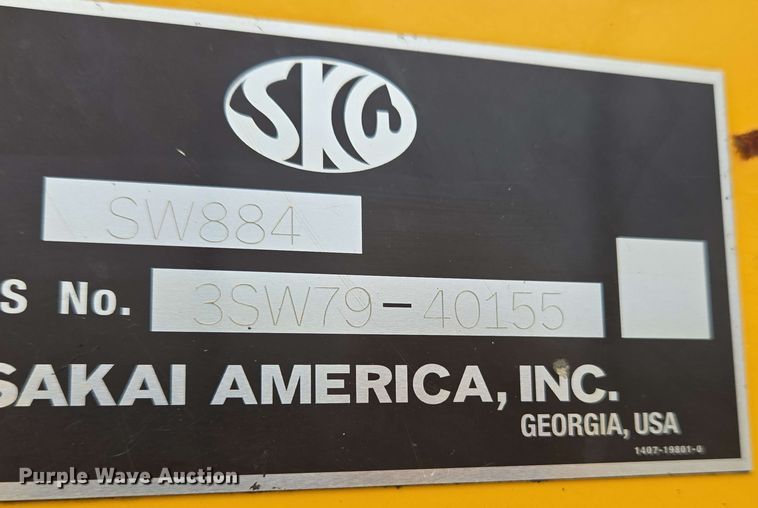 SKW
SW884
S No. 3SW79-40155
SAKAI AMERICA, INC.
GEORGIA, USA
1407-19801-0
Purple Wave Auction